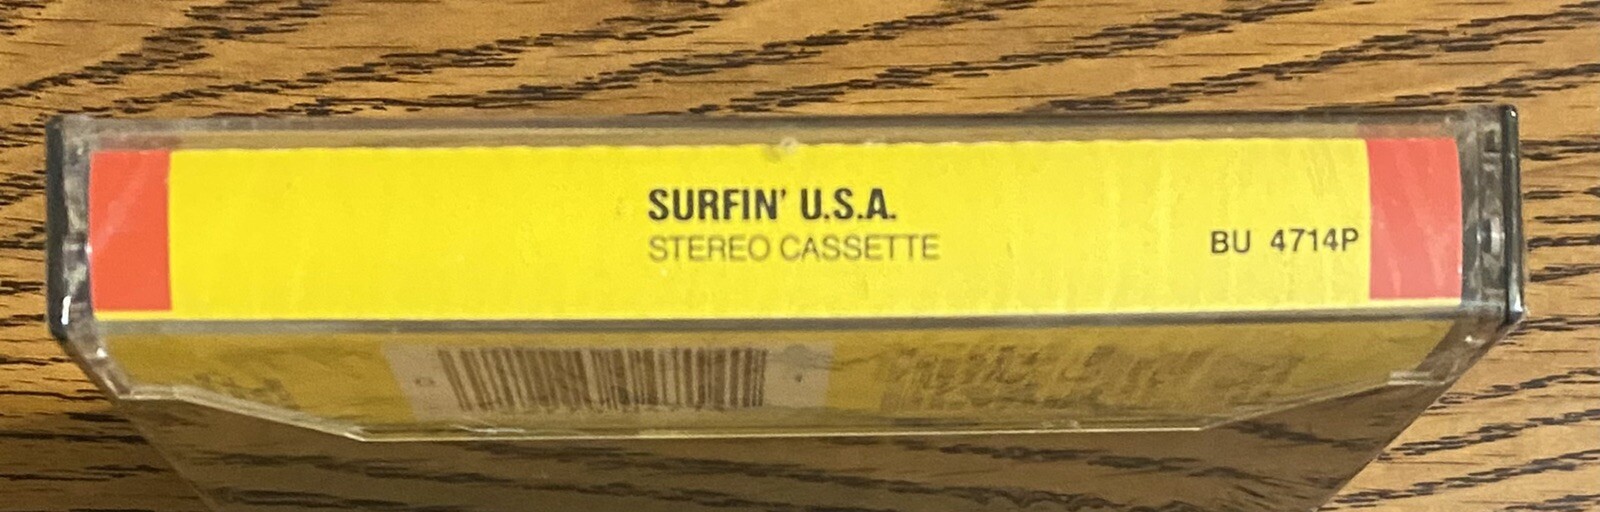 SURFIN' U.S.A.
STEREO CASSETTE
BU 4714P